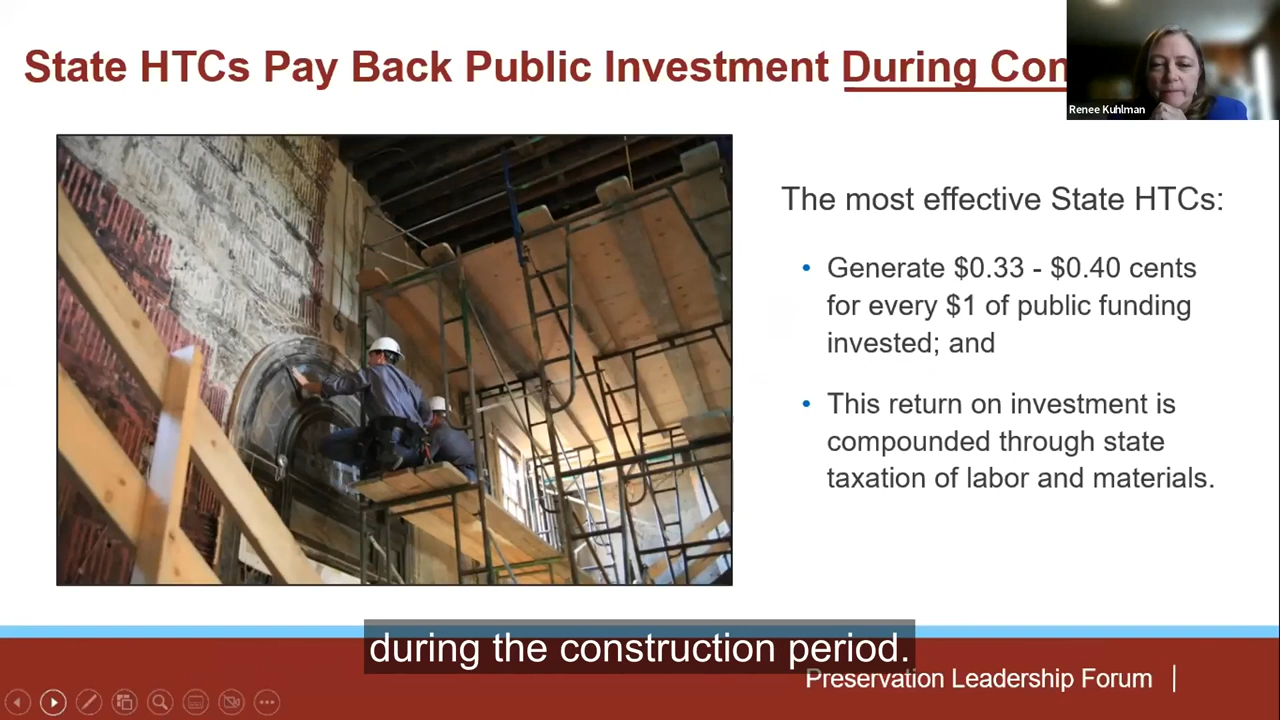 State HTCs Pay Back Public Investment During Con
Renee Kuhlman
The most effective State HTCs:
• Generate $0.33 - $0.40 cents
for every $1 of public funding
invested; and
• This return on investment is
compounded through state
taxation of labor and materials.
during the construction period.
Preservation Leadership Forum |